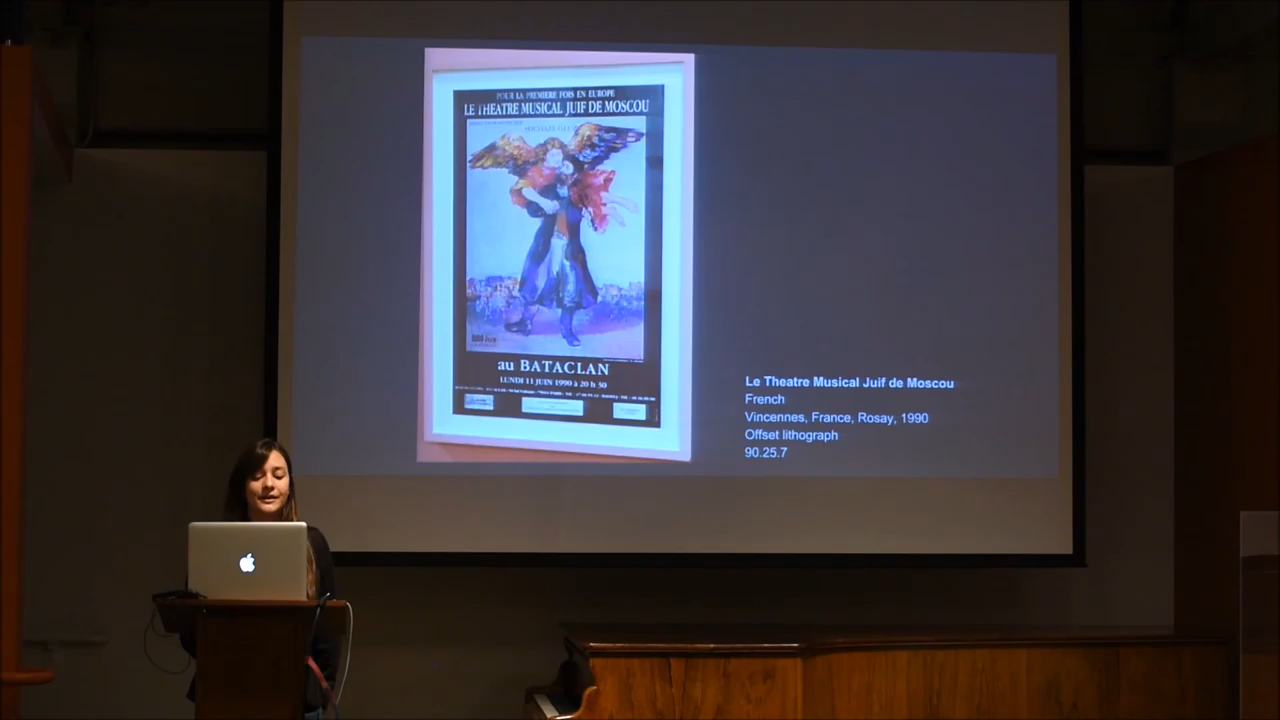 POUR LA PREMIERE FOIS EN EUROPE
LE THEATRE MUSICAL JUIF DE MOSCOU
au BATACLAN
LUNDI 11 JUIN 1990 à 20 h 30
Le Theatre Musical Juif de Moscou
French
Vincennes, France, Rosay, 1990
Offset lithograph
90.25.7